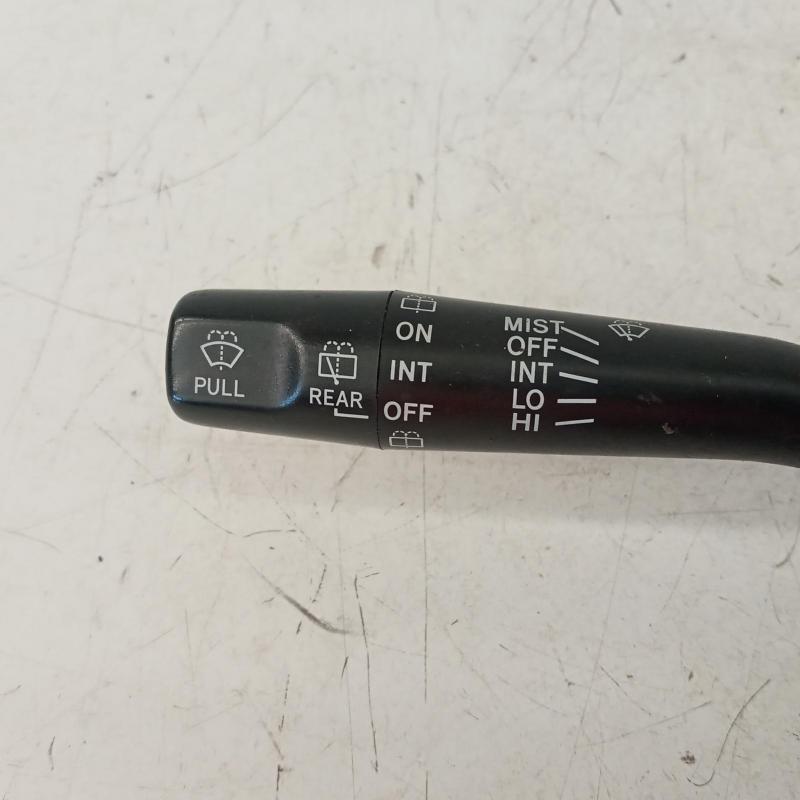 PULL
REAR
ON
INT
OFF
MIST
OFF
INT
LO
HI